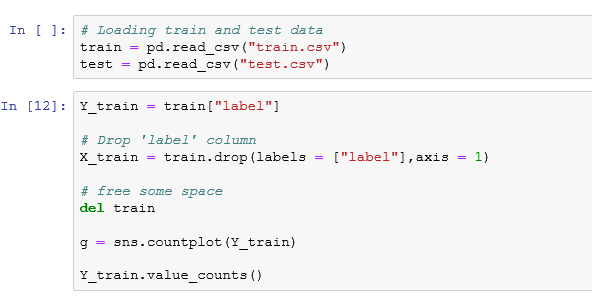 In [ ]: # Loading train and test data
train = pd.read_csv("train.csv")
test = pd.read_csv("test.csv")
In [12]: Y_train = train["label"]
# Drop 'label' column
X_train = train.drop(labels = ["label"],axis = 1)
# free some space
del train
g = sns.countplot(Y_train)
Y_train.value_counts()